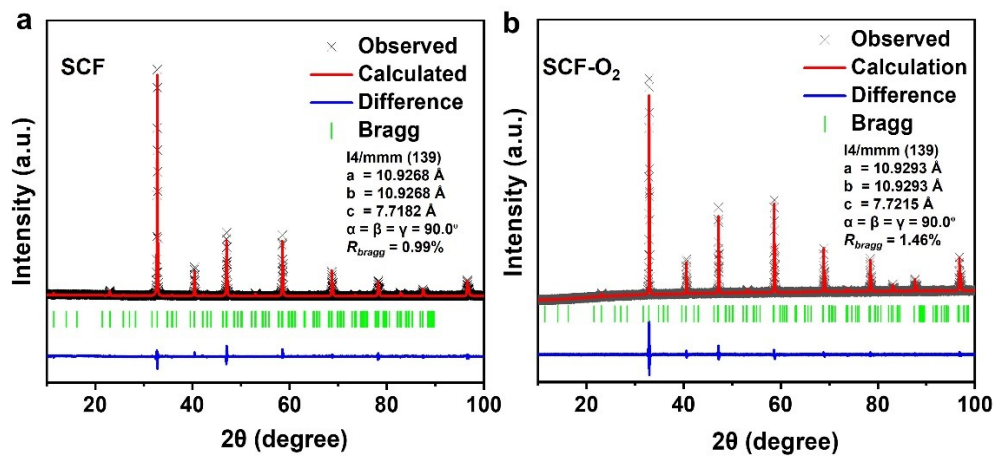 a
SCF
Observed
Calculated
Difference
Bragg
I4/mmm (139)
a = 10.9268 Å
b = 10.9268 Å
c = 7.7182 Å
α = β = γ = 90.0°
Rbragg = 0.99%
Intensity (a.u.)
20 40 60 80 100
2θ (degree)
b
SCF-O₂
Observed
Calculation
Difference
Bragg
I4/mmm (139)
a = 10.9293 Å
b = 10.9293 Å
c = 7.7215 Å
α = β = γ = 90.0°
Rbragg = 1.46%
Intensity (a.u.)
20 40 60 80 100
2θ (degree)